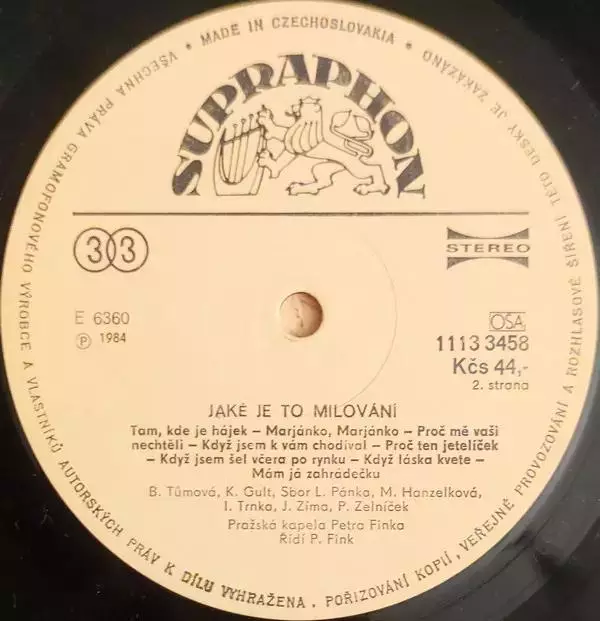 VŠECHNA PRÁVA GRAMOFONOVÉHO VÝROBCE A VLASTNÍKŮ AUTORSKÝCH PRÁV K DÍLU VYHRAŽENA. POŘIZOVÁNÍ KOPIÍ, VEŘEJNÉ PROVOZOVÁNÍ A ROZHLASOVÉ ŠÍŘENÍ TÉTO DESKY JE ZAKÁZÁNO
• MADE IN CZECHOSLOVAKIA •
SUPRAPHON
33
STEREO
E 6360
Ⓟ 1984
OSA
1113 3458
Kčs 44,-
2. strana
JAKÉ JE TO MILOVÁNÍ
Tam, kde je hájek – Marjánko, Marjánko – Proč mě vaši
nechtěli – Když jsem k vám chodíval – Proč ten jetelíček
– Když jsem šel včera po rynku – Když láska kvete –
Mám já zahrádečku
B. Tůmová, K. Gult, Sbor L. Pánka, M. Hanzelková,
I. Trnka, J. Zíma, P. Zelníček
Pražská kapela Petra Finka
Řídí P. Fink